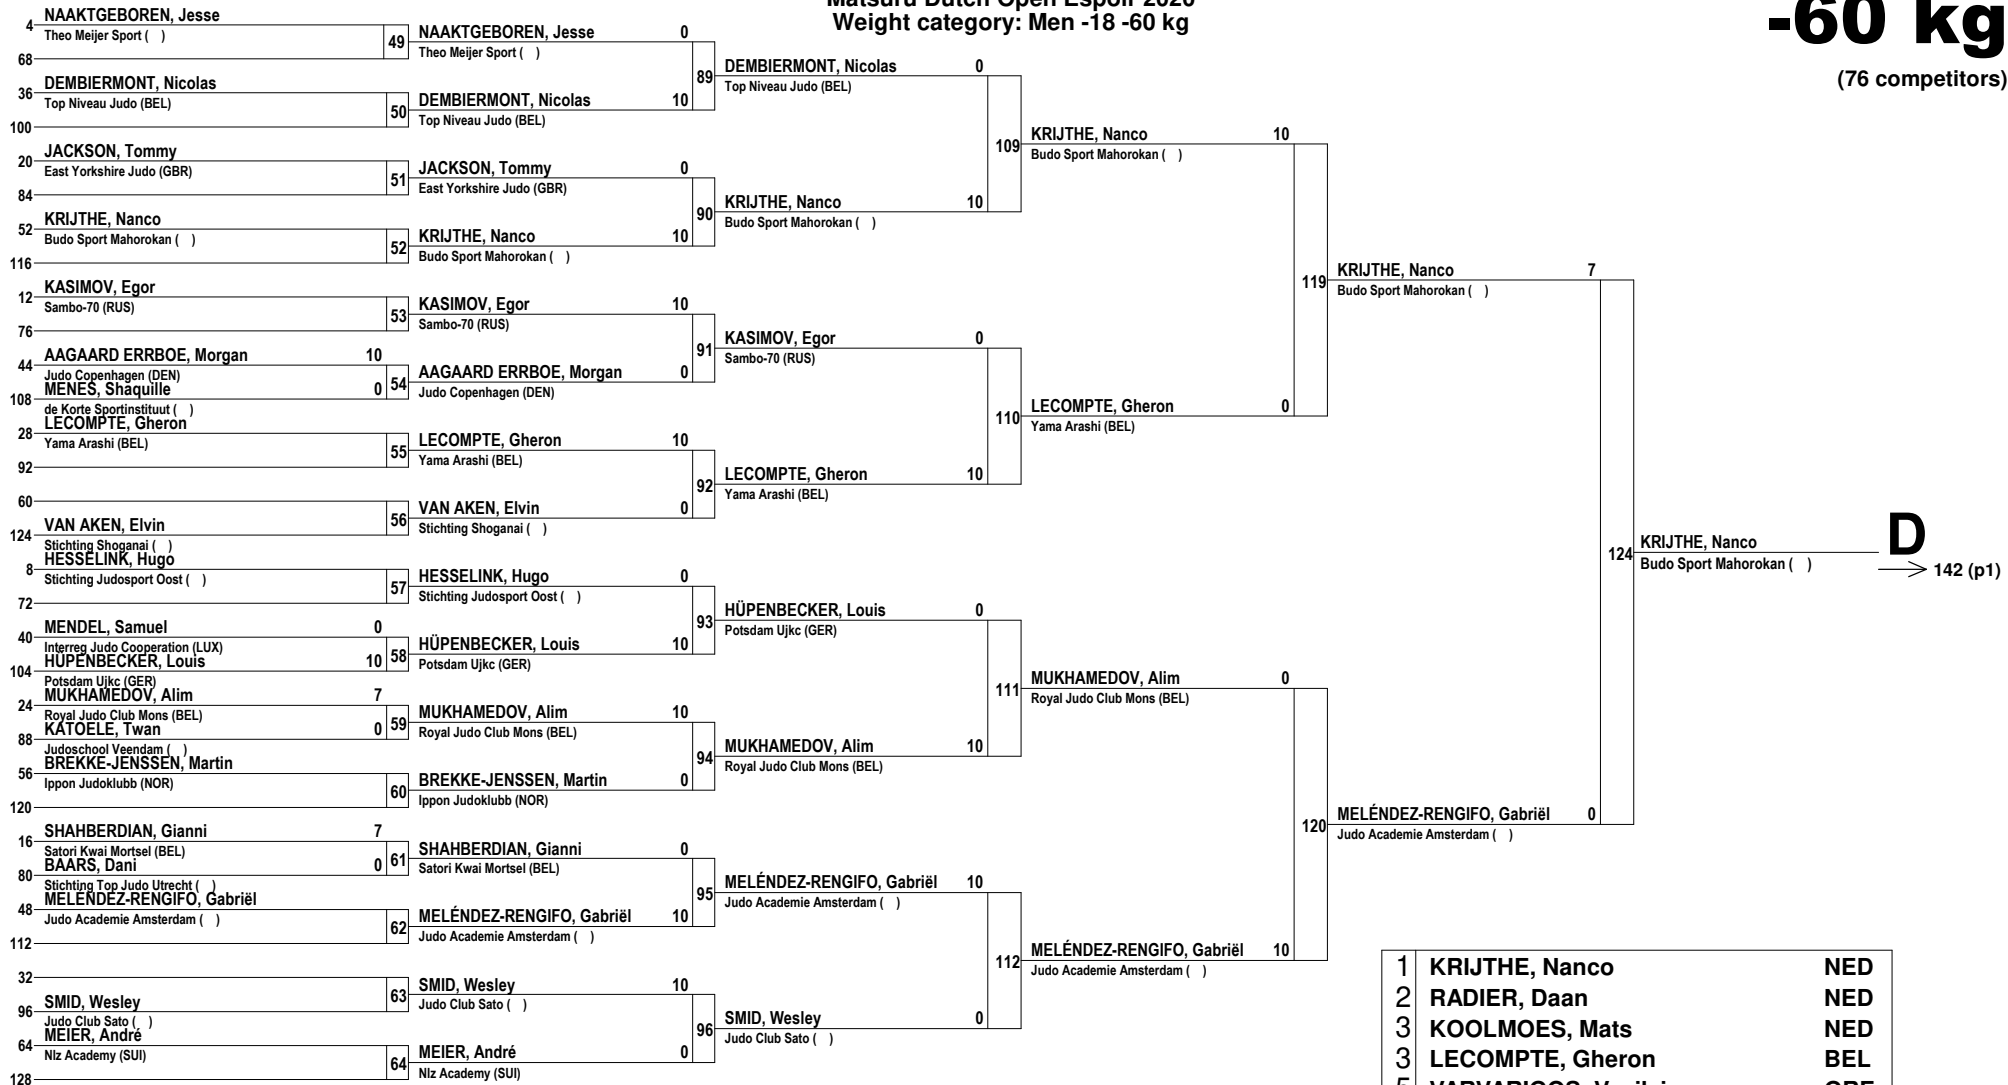 Matsuru Dutch Open Espoir 2020
Weight category: Men -18 -60 kg
-60 kg
(76 competitors)
4 NAAKTGEBOREN, Jesse
Theo Meijer Sport ( )
68
49
36 DEMBIERMONT, Nicolas
Top Niveau Judo (BEL)
100
50
20 JACKSON, Tommy
East Yorkshire Judo (GBR)
84
51
52 KRIJTHE, Nanco
Budo Sport Mahorokan ( )
116
52
12 KASIMOV, Egor
Sambo-70 (RUS)
76
53
44 AAGAARD ERRBOE, Morgan 10
Judo Copenhagen (DEN)
108 MENES, Shaquille 0
de Korte Sportinstituut ( )
54
28 LECOMPTE, Gheron
Yama Arashi (BEL)
92
55
60
124 VAN AKEN, Elvin
Stichting Shoganai ( )
56
8 HESSELINK, Hugo
Stichting Judosport Oost ( )
72
57
40 MENDEL, Samuel 0
Interreg Judo Cooperation (LUX)
104 HÜPENBECKER, Louis 10
Potsdam Ujkc (GER)
58
24 MUKHAMEDOV, Alim 7
Royal Judo Club Mons (BEL)
88 KATOELE, Twan 0
Judoschool Veendam ( )
59
56 BREKKE-JENSSEN, Martin
Ippon Judoklubb (NOR)
120
60
16 SHAHBERDIAN, Gianni 7
Satori Kwai Mortsel (BEL)
80 BAARS, Dani 0
Stichting Top Judo Utrecht ( )
61
48 MELÉNDEZ-RENGIFO, Gabriël
Judo Academie Amsterdam ( )
112
62
32
96 SMID, Wesley
Judo Club Sato ( )
63
64 MEIER, André
Nlz Academy (SUI)
128
64
NAAKTGEBOREN, Jesse 0
Theo Meijer Sport ( )
89
DEMBIERMONT, Nicolas 10
Top Niveau Judo (BEL)
JACKSON, Tommy 0
East Yorkshire Judo (GBR)
90
KRIJTHE, Nanco 10
Budo Sport Mahorokan ( )
KASIMOV, Egor 10
Sambo-70 (RUS)
91
AAGAARD ERRBOE, Morgan 0
Judo Copenhagen (DEN)
LECOMPTE, Gheron 10
Yama Arashi (BEL)
92
VAN AKEN, Elvin 0
Stichting Shoganai ( )
HESSELINK, Hugo 0
Stichting Judosport Oost ( )
93
HÜPENBECKER, Louis 10
Potsdam Ujkc (GER)
MUKHAMEDOV, Alim 10
Royal Judo Club Mons (BEL)
94
BREKKE-JENSSEN, Martin 0
Ippon Judoklubb (NOR)
SHAHBERDIAN, Gianni 0
Satori Kwai Mortsel (BEL)
95
MELÉNDEZ-RENGIFO, Gabriël 10
Judo Academie Amsterdam ( )
SMID, Wesley 10
Judo Club Sato ( )
96
MEIER, André 0
Nlz Academy (SUI)
DEMBIERMONT, Nicolas 0
Top Niveau Judo (BEL)
109
KRIJTHE, Nanco 10
Budo Sport Mahorokan ( )
KASIMOV, Egor 0
Sambo-70 (RUS)
110
LECOMPTE, Gheron 10
Yama Arashi (BEL)
HÜPENBECKER, Louis 0
Potsdam Ujkc (GER)
111
MUKHAMEDOV, Alim 10
Royal Judo Club Mons (BEL)
MELÉNDEZ-RENGIFO, Gabriël 10
Judo Academie Amsterdam ( )
112
SMID, Wesley 0
Judo Club Sato ( )
KRIJTHE, Nanco 10
Budo Sport Mahorokan ( )
119
LECOMPTE, Gheron 0
Yama Arashi (BEL)
MUKHAMEDOV, Alim 0
Royal Judo Club Mons (BEL)
120
MELÉNDEZ-RENGIFO, Gabriël 10
Judo Academie Amsterdam ( )
KRIJTHE, Nanco 7
Budo Sport Mahorokan ( )
124
MELÉNDEZ-RENGIFO, Gabriël 0
Judo Academie Amsterdam ( )
KRIJTHE, Nanco
Budo Sport Mahorokan ( )
D
142 (p1)
1 KRIJTHE, Nanco NED
2 RADIER, Daan NED
3 KOOLMOES, Mats NED
3 LECOMPTE, Gheron BEL